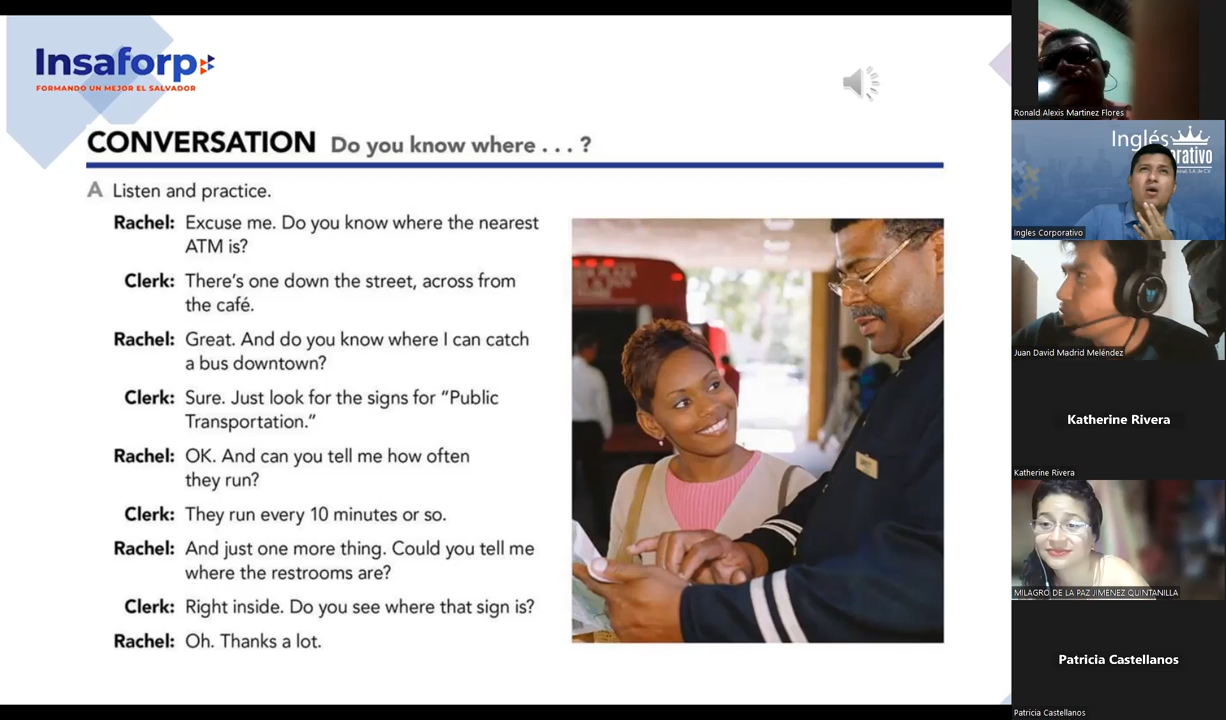 Insaforp
FORMANDO UN MEJOR EL SALVADOR
CONVERSATION Do you know where . . . ?
A Listen and practice.
Rachel: Excuse me. Do you know where the nearest
ATM is?
Clerk: There's one down the street, across from
the café.
Rachel: Great. And do you know where I can catch
a bus downtown?
Clerk: Sure. Just look for the signs for "Public
Transportation."
Rachel: OK. And can you tell me how often
they run?
Clerk: They run every 10 minutes or so.
Rachel: And just one more thing. Could you tell me
where the restrooms are?
Clerk: Right inside. Do you see where that sign is?
Rachel: Oh. Thanks a lot.
Ronald Alexis Martinez Flores
Inglés
Ingles Corporativo
Juan David Madrid Meléndez
Katherine Rivera
Katherine Rivera
MILAGRO DE LA PAZ JIMENEZ QUINTANILLA
Patricia Castellanos
Patricia Castellanos